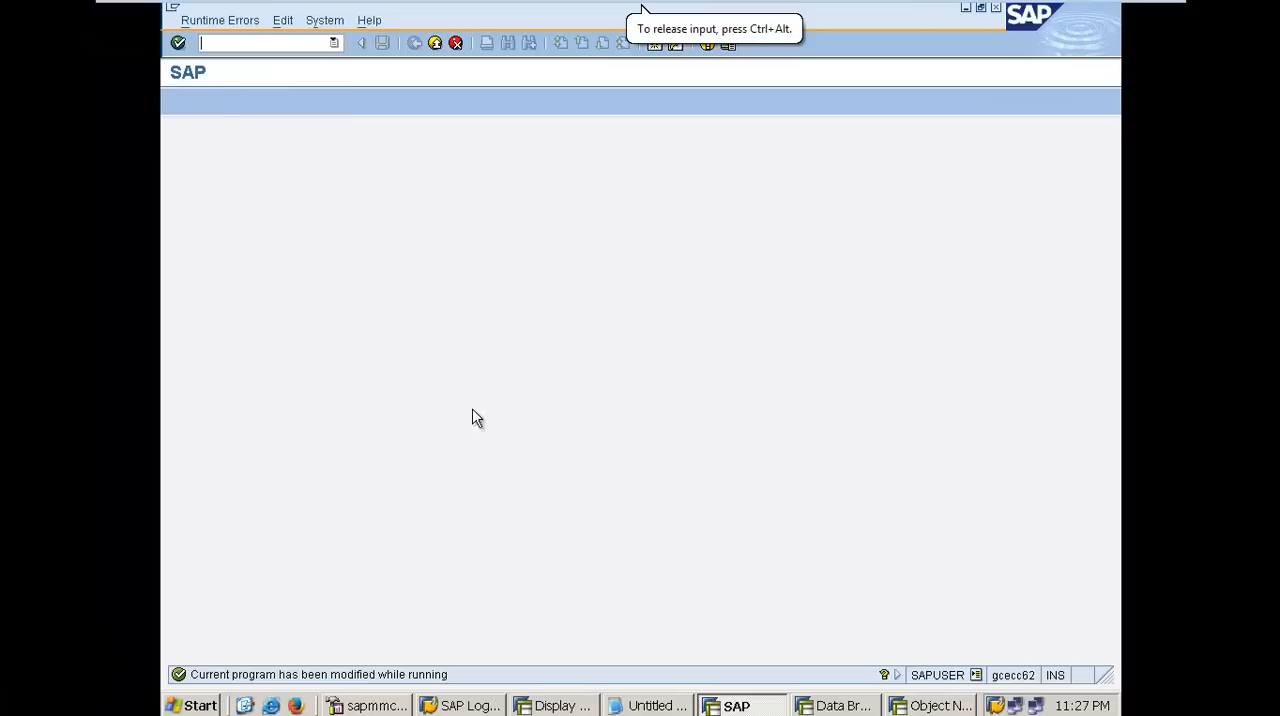 Runtime Errors Edit System Help
SAP
To release input, press Ctrl+Alt.
SAP
Current program has been modified while running
SAPUSER
gcecc62
INS
Start
sapmmc...
SAP Log...
Display ...
Untitled ...
SAP
Data Br...
Object N...
11:27 PM